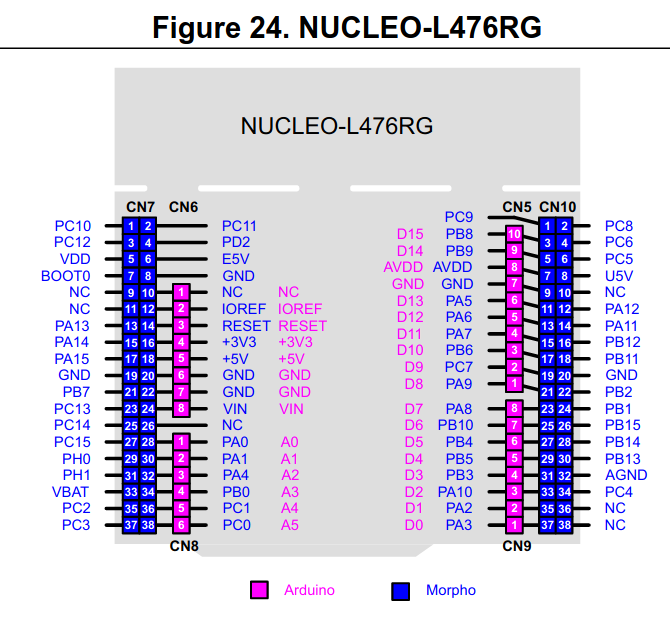 Figure 24. NUCLEO-L476RG
NUCLEO-L476RG
CN7 CN6 CN5 CN10
PC9
PC10 1 2 PC11 1 2 PC8
D15 PB8 10
PC12 3 4 PD2 3 4 PC6
D14 PB9 9
VDD 5 6 E5V 5 6 PC5
AVDD AVDD 8
BOOT0 7 8 GND 7 8 U5V
GND GND 7
NC 9 10 1 NC NC 9 10 NC
D13 PA5 6
NC 11 12 2 IOREF IOREF 11 12 PA12
D12 PA6 5
PA13 13 14 3 RESET RESET 13 14 PA11
D11 PA7 4
PA14 15 16 4 +3V3 +3V3 15 16 PB12
D10 PB6 3
PA15 17 18 5 +5V +5V 17 18 PB11
D9 PC7 2
GND 19 20 6 GND GND 19 20 GND
D8 PA9 1
PB7 21 22 7 GND GND 21 22 PB2
PC13 23 24 8 VIN VIN D7 PA8 8 23 24 PB1
PC14 25 26 NC D6 PB10 7 25 26 PB15
PC15 27 28 1 PA0 A0 D5 PB4 6 27 28 PB14
PH0 29 30 2 PA1 A1 D4 PB5 5 29 30 PB13
PH1 31 32 3 PA4 A2 D3 PB3 4 31 32 AGND
VBAT 33 34 4 PB0 A3 D2 PA10 3 33 34 PC4
PC2 35 36 5 PC1 A4 D1 PA2 2 35 36 NC
PC3 37 38 6 PC0 A5 D0 PA3 1 37 38 NC
CN8 CN9
Arduino Morpho